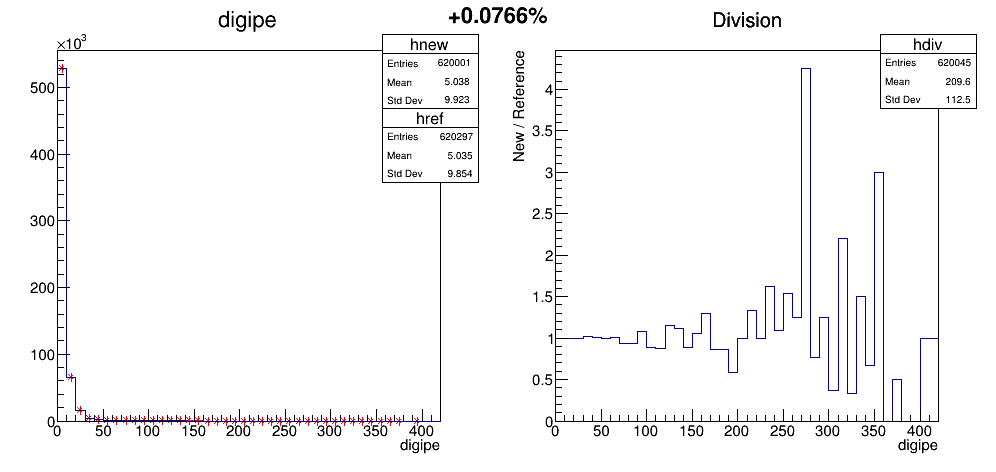 digipe
+0.0766%
Division
×10³
hnew
Entries 620001
Mean 5.038
Std Dev 9.923
href
Entries 620297
Mean 5.035
Std Dev 9.854
500
400
300
200
100
0
0 50 100 150 200 250 300 350 400
digipe
hdiv
Entries 620045
Mean 209.6
Std Dev 112.5
New / Reference
4
3.5
3
2.5
2
1.5
1
0.5
0
0 50 100 150 200 250 300 350 400
digipe